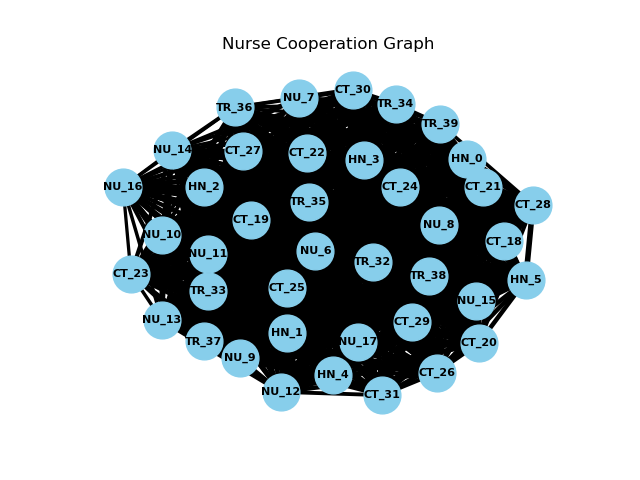 Nurse Cooperation Graph
CT_30
NU_7
TR_34
TR_36
TR_39
NU_14
CT_27
CT_22
HN_3
HN_0
NU_16
HN_2
CT_24
CT_21
TR_35
CT_28
CT_19
NU_8
NU_10
CT_18
NU_11
NU_6
TR_32
CT_23
TR_38
HN_5
TR_33
CT_25
NU_15
NU_13
CT_29
HN_1
TR_37
NU_17
CT_20
NU_9
HN_4
CT_26
NU_12
CT_31